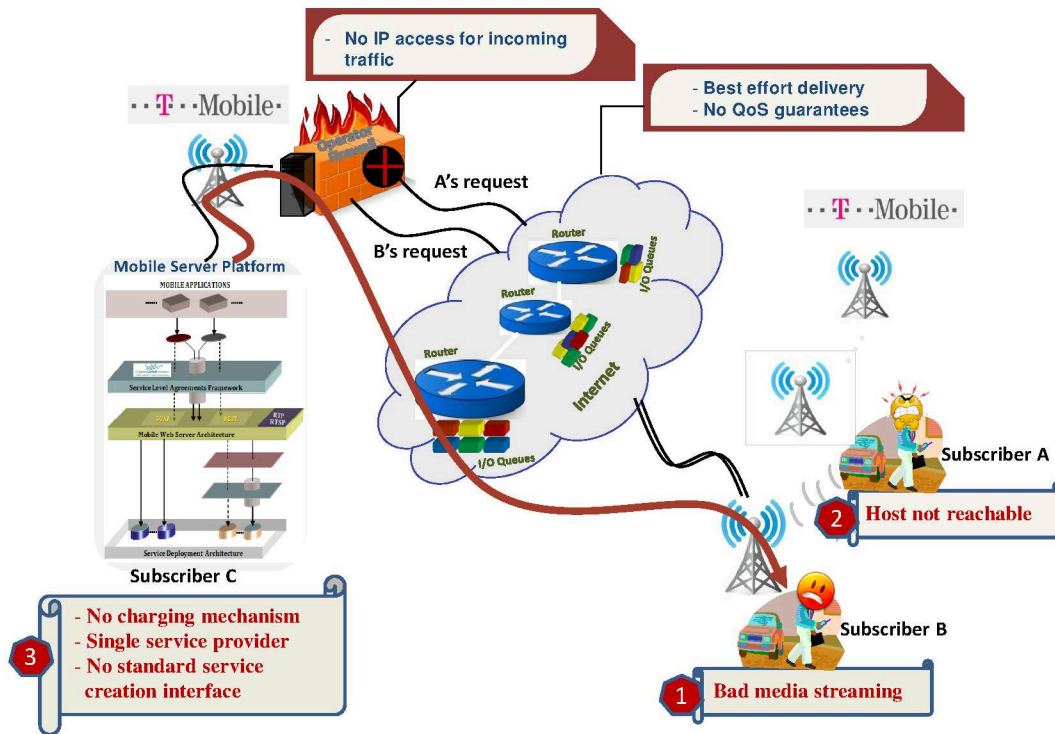 - No IP access for incoming
traffic
- Best effort delivery
- No QoS guarantees
··T··Mobile·
Operator
Firewall
A's request
B's request
··T··Mobile·
Router
I/O Queues
Router
I/O Queues
Router
I/O Queues
Internet
Mobile Server Platform
MOBILE APPLICATIONS
Service Level Agreements Framework
SOAP
REST
RTP
RTSP
Mobile Web Server Architecture
Service Deployment Architecture
Subscriber C
Subscriber A
2
Host not reachable
Subscriber B
1
Bad media streaming
3
- No charging mechanism
- Single service provider
- No standard service
creation interface